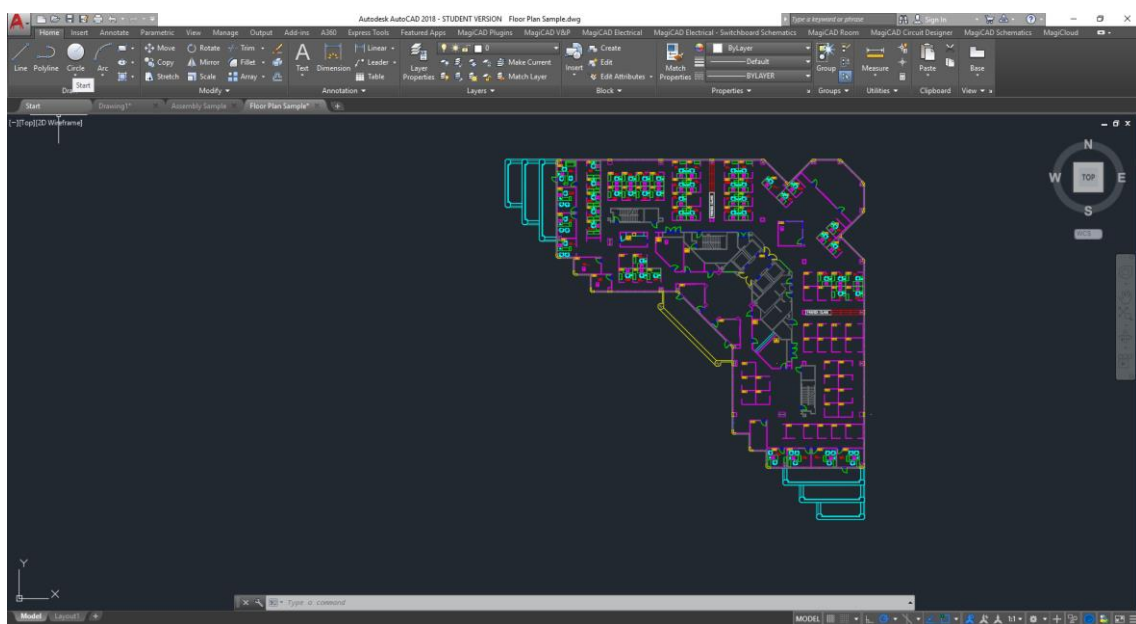 Autodesk AutoCAD 2018 - STUDENT VERSION Floor Plan Sample.dwg
Type a keyword or phrase
Sign In
Home Insert Annotate Parametric View Manage Output Add-ins A360 Express Tools Featured Apps MagiCAD Plugins MagiCAD V&P MagiCAD Electrical MagiCAD Electrical - Switchboard Schematics MagiCAD Room MagiCAD Circuit Designer MagiCAD Schematics MagiCloud
Line Polyline Circle Arc
Move Rotate Trim
Copy Mirror Fillet
Stretch Scale Array
Text Dimension
Linear
Leader
Table
Layer Properties
0
Make Current
Match Layer
Insert
Create
Edit
Edit Attributes
Match Properties
ByLayer
Default
BYLAYER
Group Measure Paste Base
Start
Modify Annotation Layers Block Properties Groups Utilities Clipboard View
Start Drawing1* Assembly Sample Floor Plan Sample*
[-][Top][2D Wireframe]
N
W TOP E
S
WCS
Y
X
Type a command
Model Layout1
MODEL 1:1